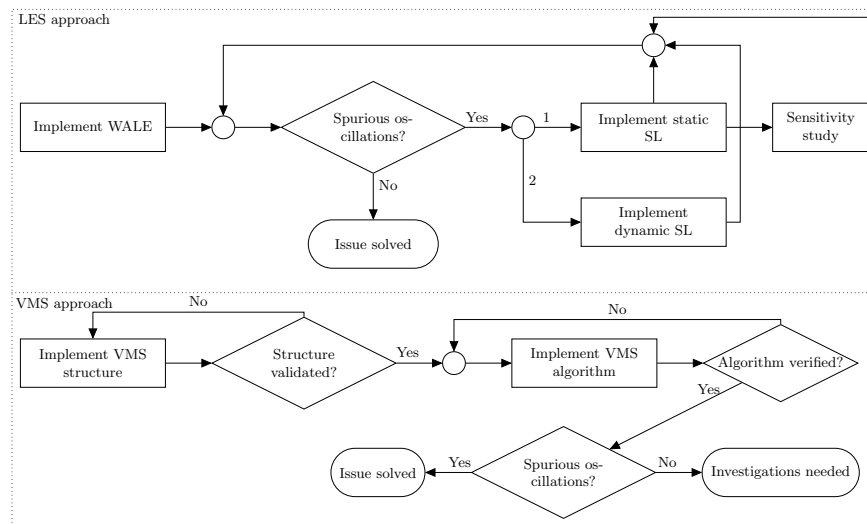 LES approach
Implement WALE
Spurious os-
cillations?
Yes
1
Implement static
SL
Sensitivity
study
No
2
Issue solved
Implement
dynamic SL
VMS approach
No
No
Implement VMS
structure
Structure
validated?
Yes
Implement VMS
algorithm
Algorithm verified?
Yes
Issue solved
Yes
Spurious os-
cillations?
No
Investigations needed